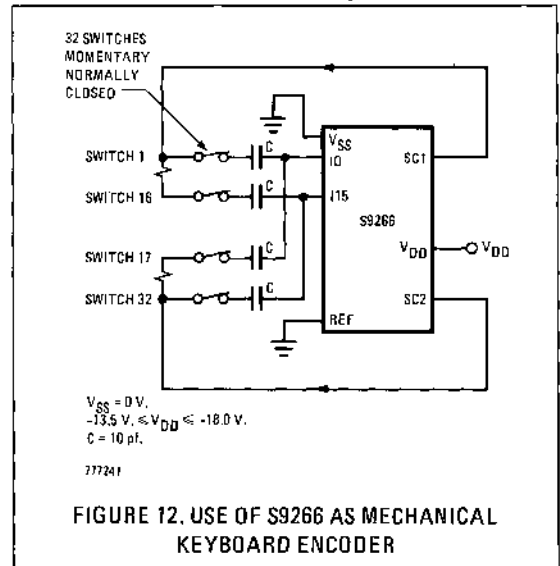 32 SWITCHES
MOMENTARY
NORMALLY
CLOSED
SWITCH 1
SWITCH 16
SWITCH 17
SWITCH 32
C
C
C
C
VSS
I0
I15
REF
S9266
SC1
VDD
SC2
VDD
VSS = 0 V.
-13.5 V. ≤ VDD ≤ -18.0 V.
C = 10 pf.
77724F
FIGURE 12. USE OF S9266 AS MECHANICAL
KEYBOARD ENCODER